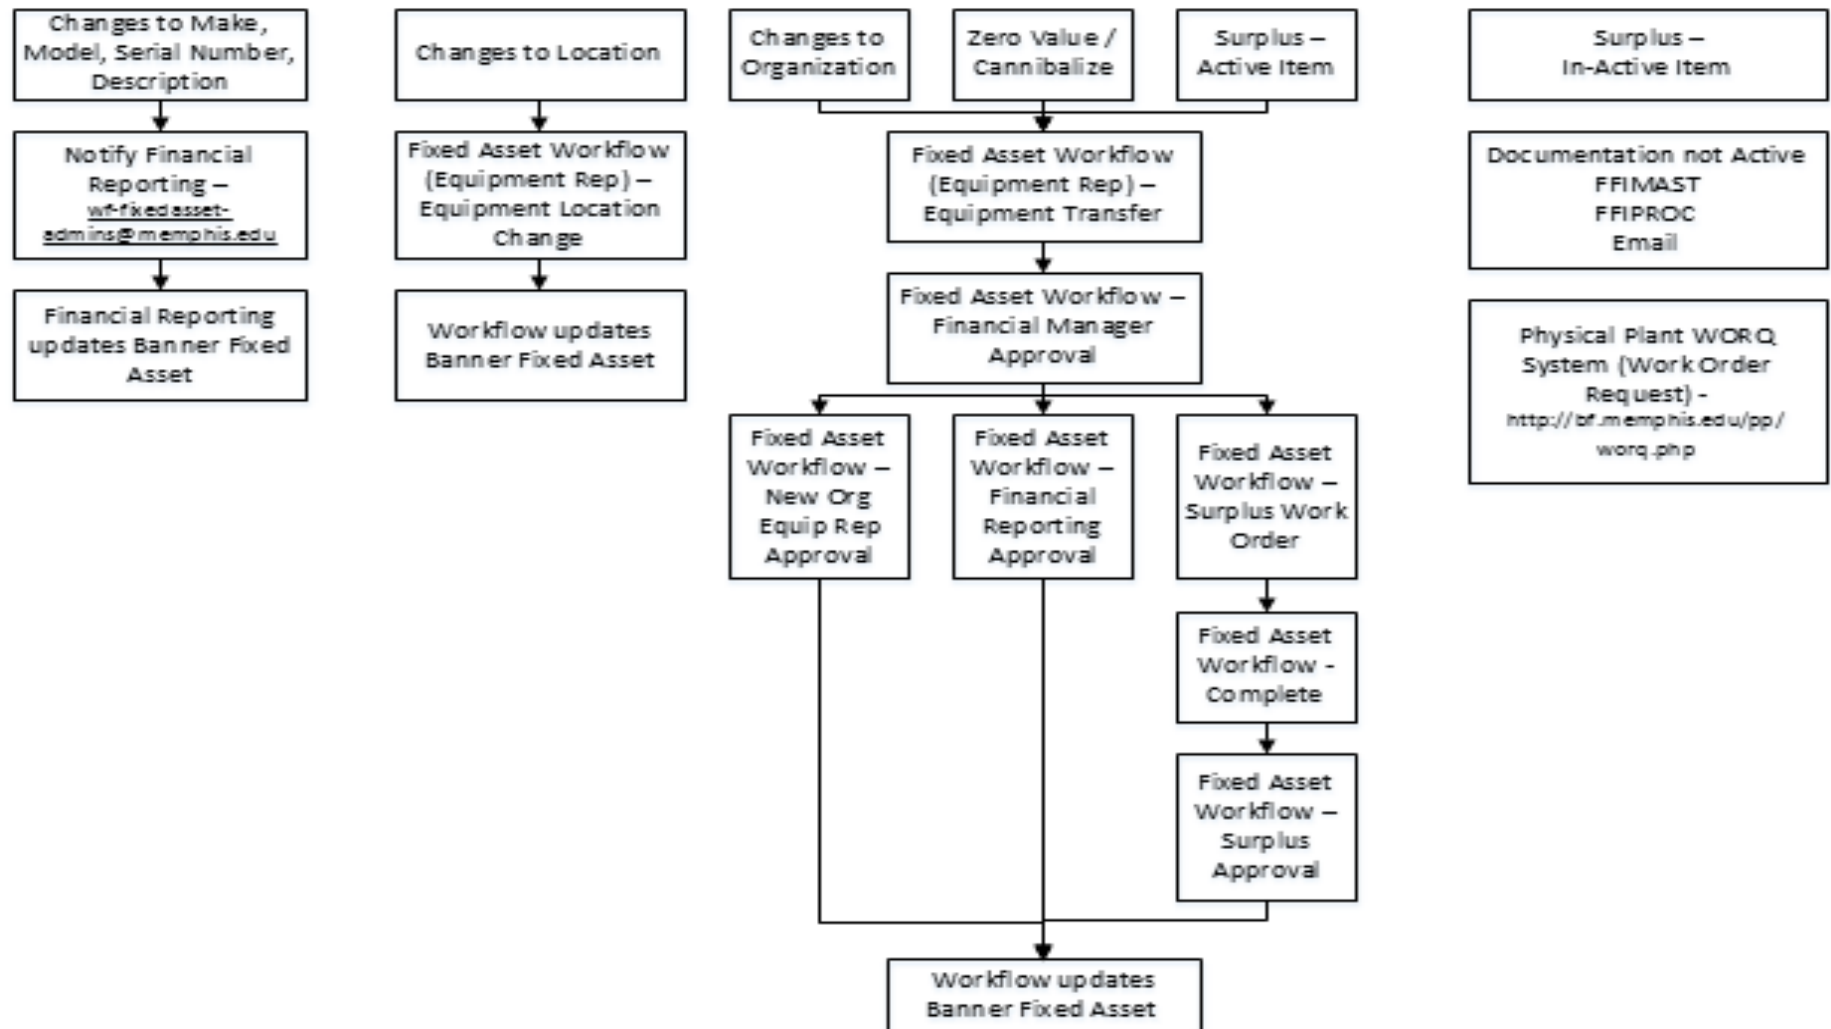 Changes to Make,
Model, Serial Number,
Description
Notify Financial
Reporting –
wf-fixedasset-
admins@memphis.edu
Financial Reporting
updates Banner Fixed
Asset
Changes to Location
Fixed Asset Workflow
(Equipment Rep) –
Equipment Location
Change
Workflow updates
Banner Fixed Asset
Changes to
Organization
Zero Value /
Cannibalize
Surplus –
Active Item
Fixed Asset Workflow
(Equipment Rep) –
Equipment Transfer
Fixed Asset Workflow –
Financial Manager
Approval
Fixed Asset
Workflow –
New Org
Equip Rep
Approval
Fixed Asset
Workflow –
Financial
Reporting
Approval
Fixed Asset
Workflow –
Surplus Work
Order
Fixed Asset
Workflow -
Complete
Fixed Asset
Workflow –
Surplus
Approval
Workflow updates
Banner Fixed Asset
Surplus –
In-Active Item
Documentation not Active
FFIMAST
FFIPROC
Email
Physical Plant WORQ
System (Work Order
Request) -
http://bf.memphis.edu/pp/
worq.php